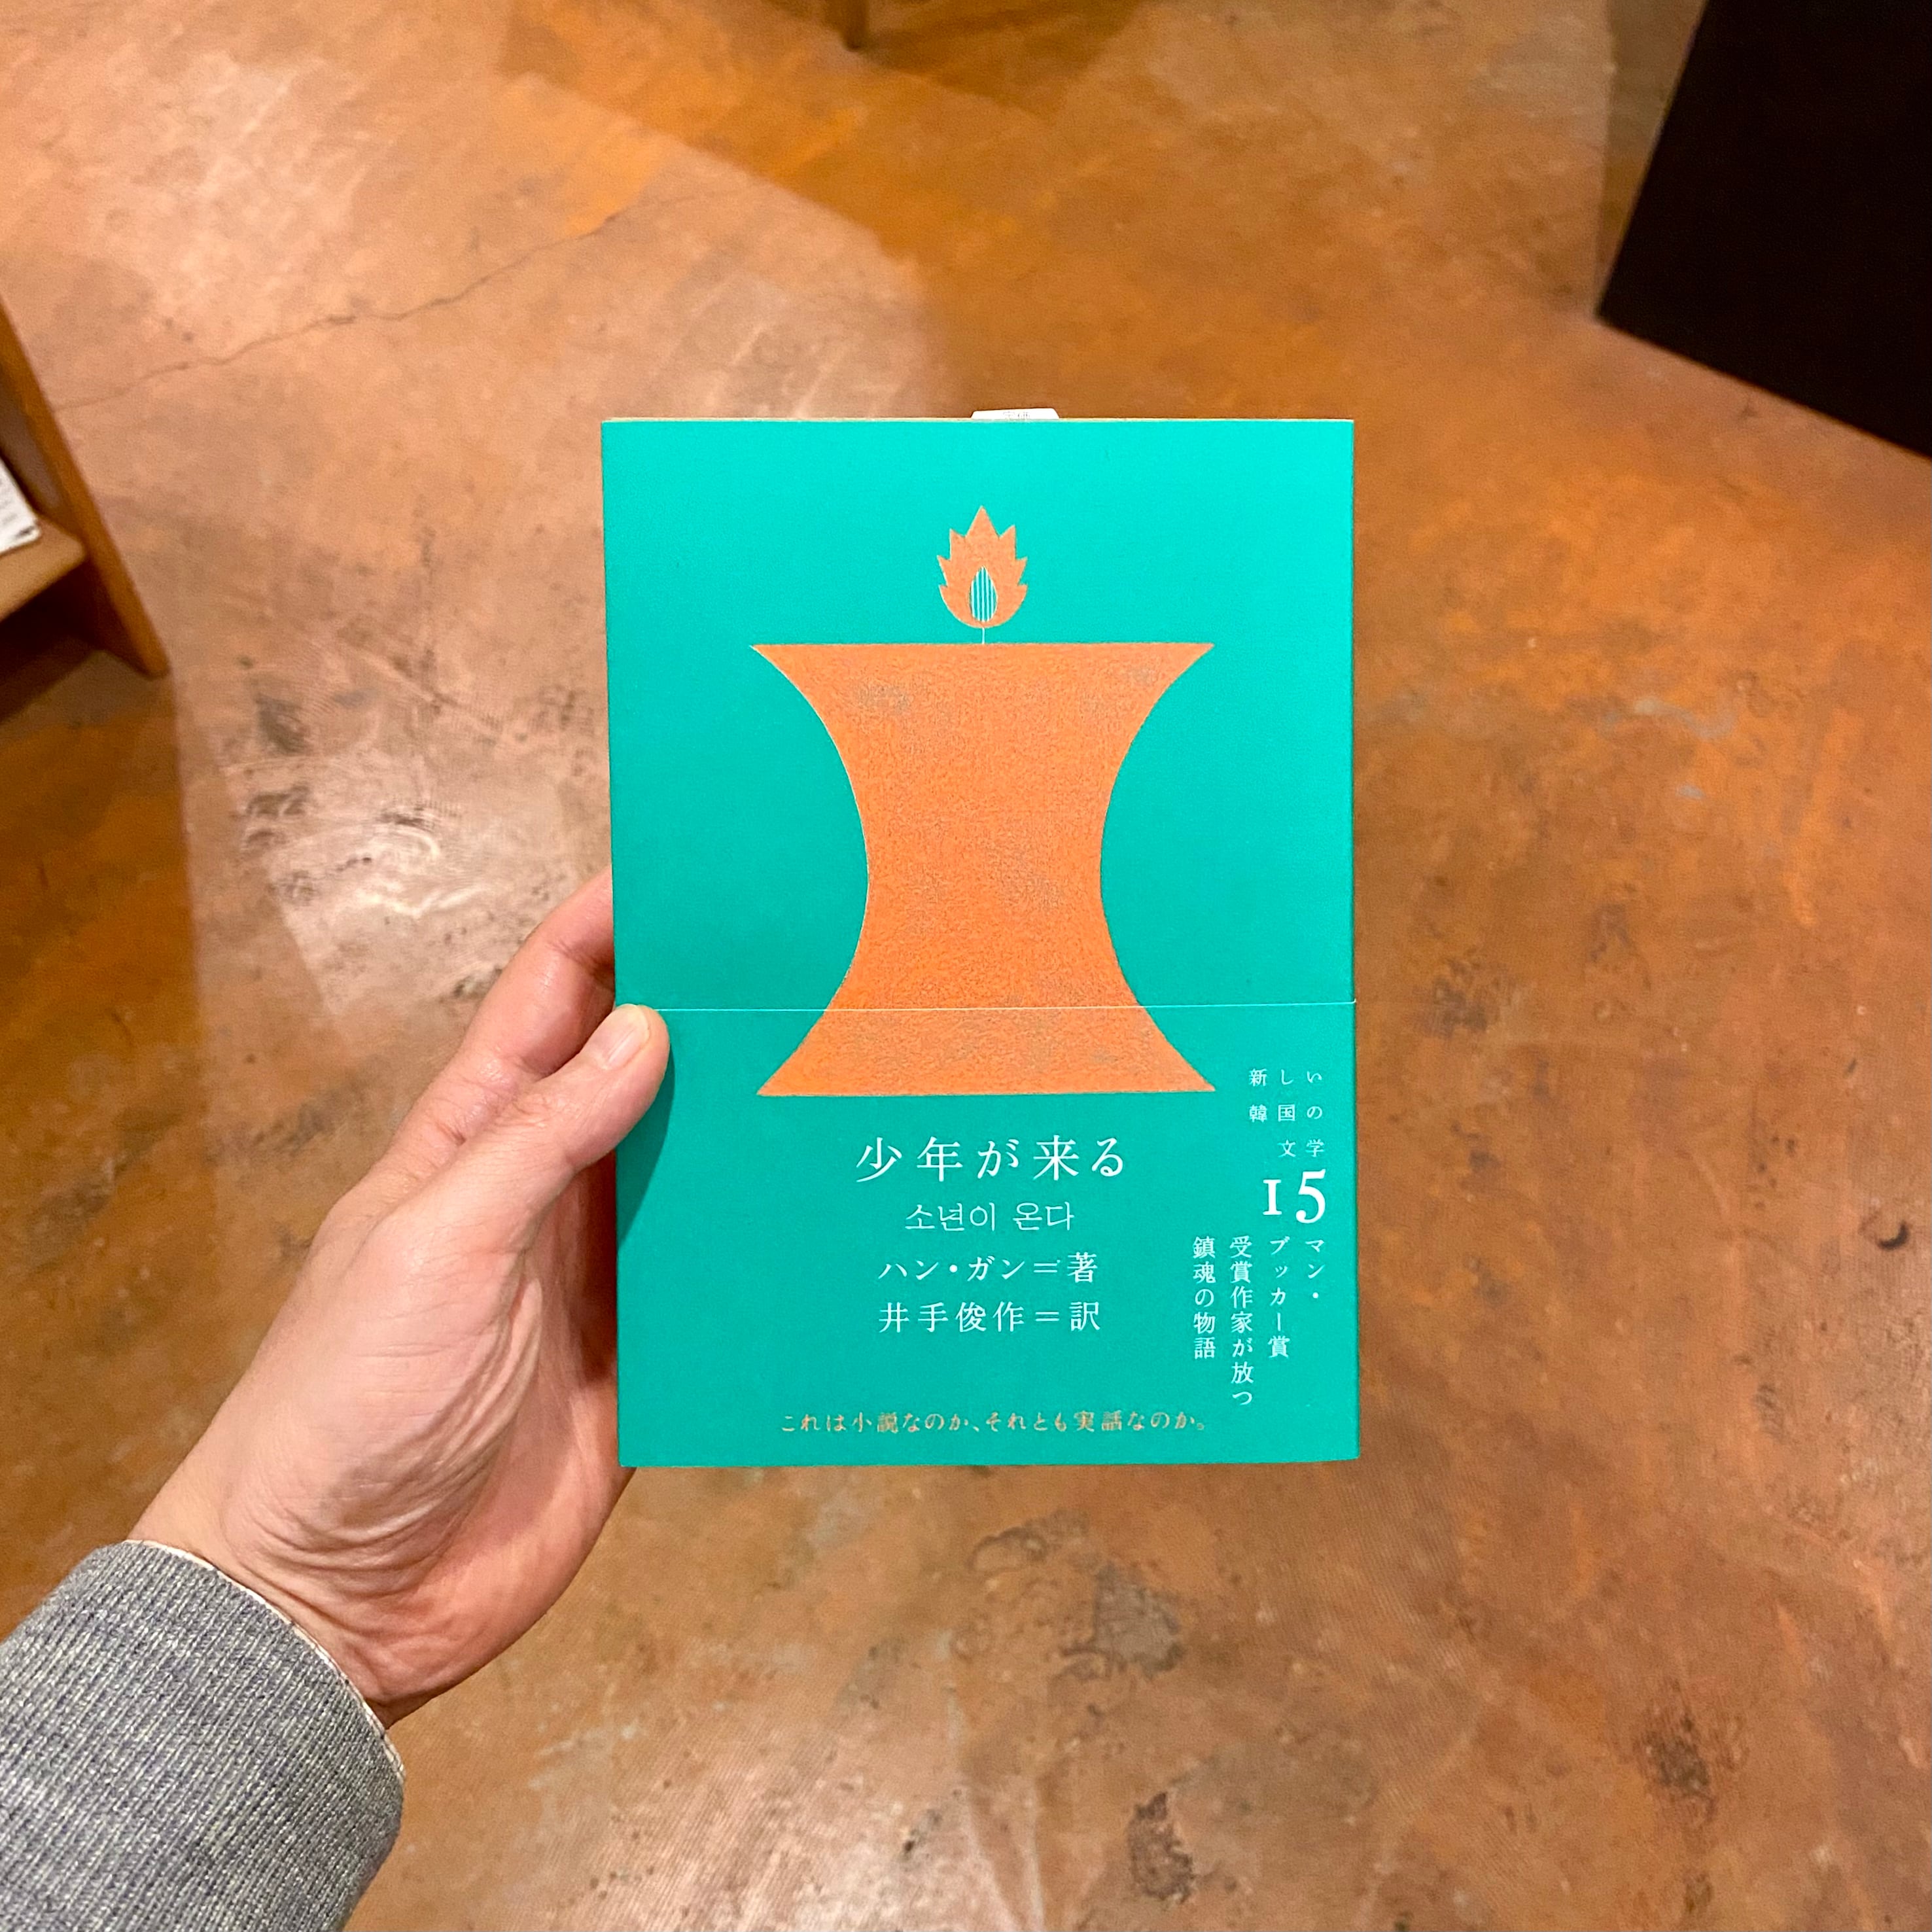 少年が来る
소년이 온다
ハン・ガン=著
井手俊作=訳
新しい
韓国の
文学
15
マン・
ブッカー賞
受賞作家が放つ
鎮魂の物語
これは小説なのか、それとも実話なのか。